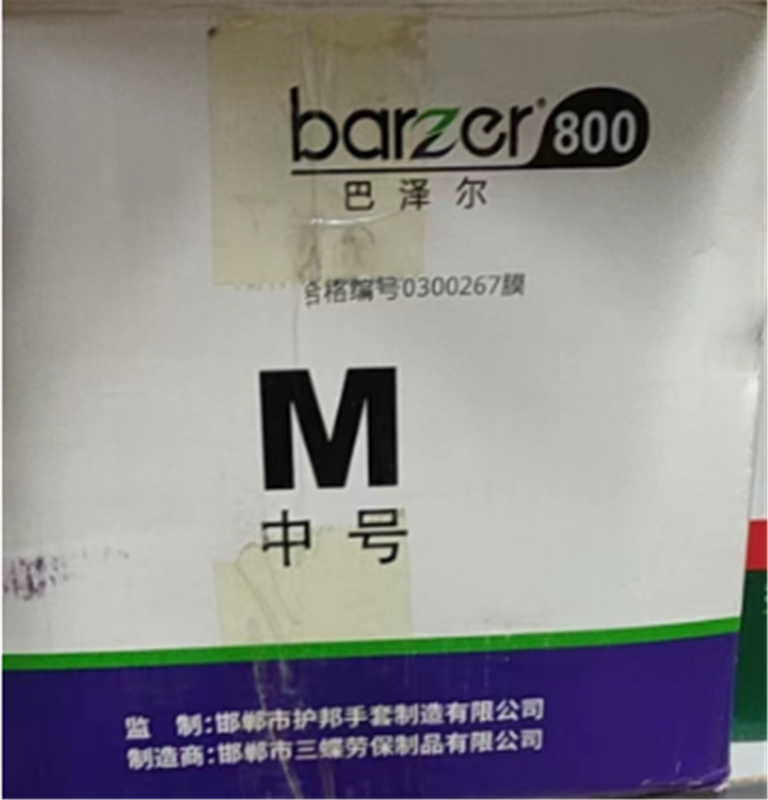 barzer® 800
巴泽尔
合格编号0300267膜
M
中号
监 制:邯郸市护邦手套制造有限公司
制造商:邯郸市三蝶劳保制品有限公司